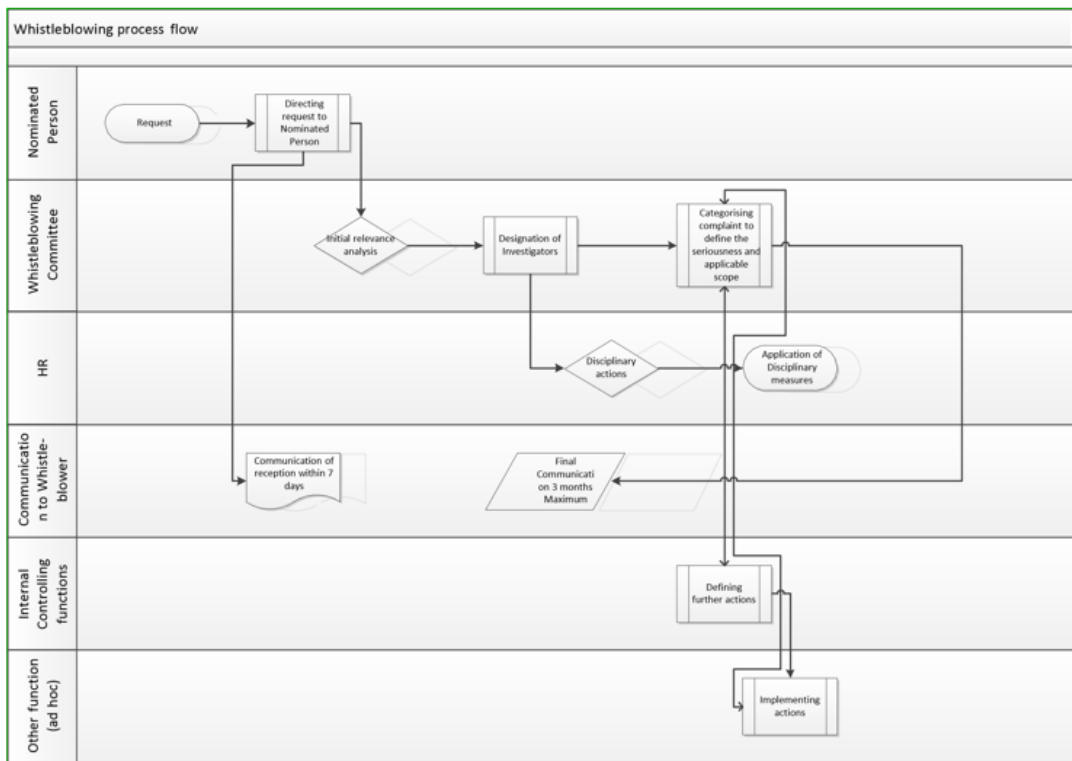 Whistleblowing process flow
Nominated
Person
Request
Directing
request to
Nominated
Person
Whistleblowing
Committee
Initial relevance
analysis
Designation of
Investigators
Categorising
complaint to
define the
seriousness and
applicable
scope
HR
Disciplinary
actions
Application of
Disciplinary
measures
Communicatio
n to Whistle-
blower
Communication of
reception within 7
days
Final
Communicati
on 3 months
Maximum
Internal
Controlling
functions
Defining
further actions
Other function
(ad hoc)
Implementing
actions